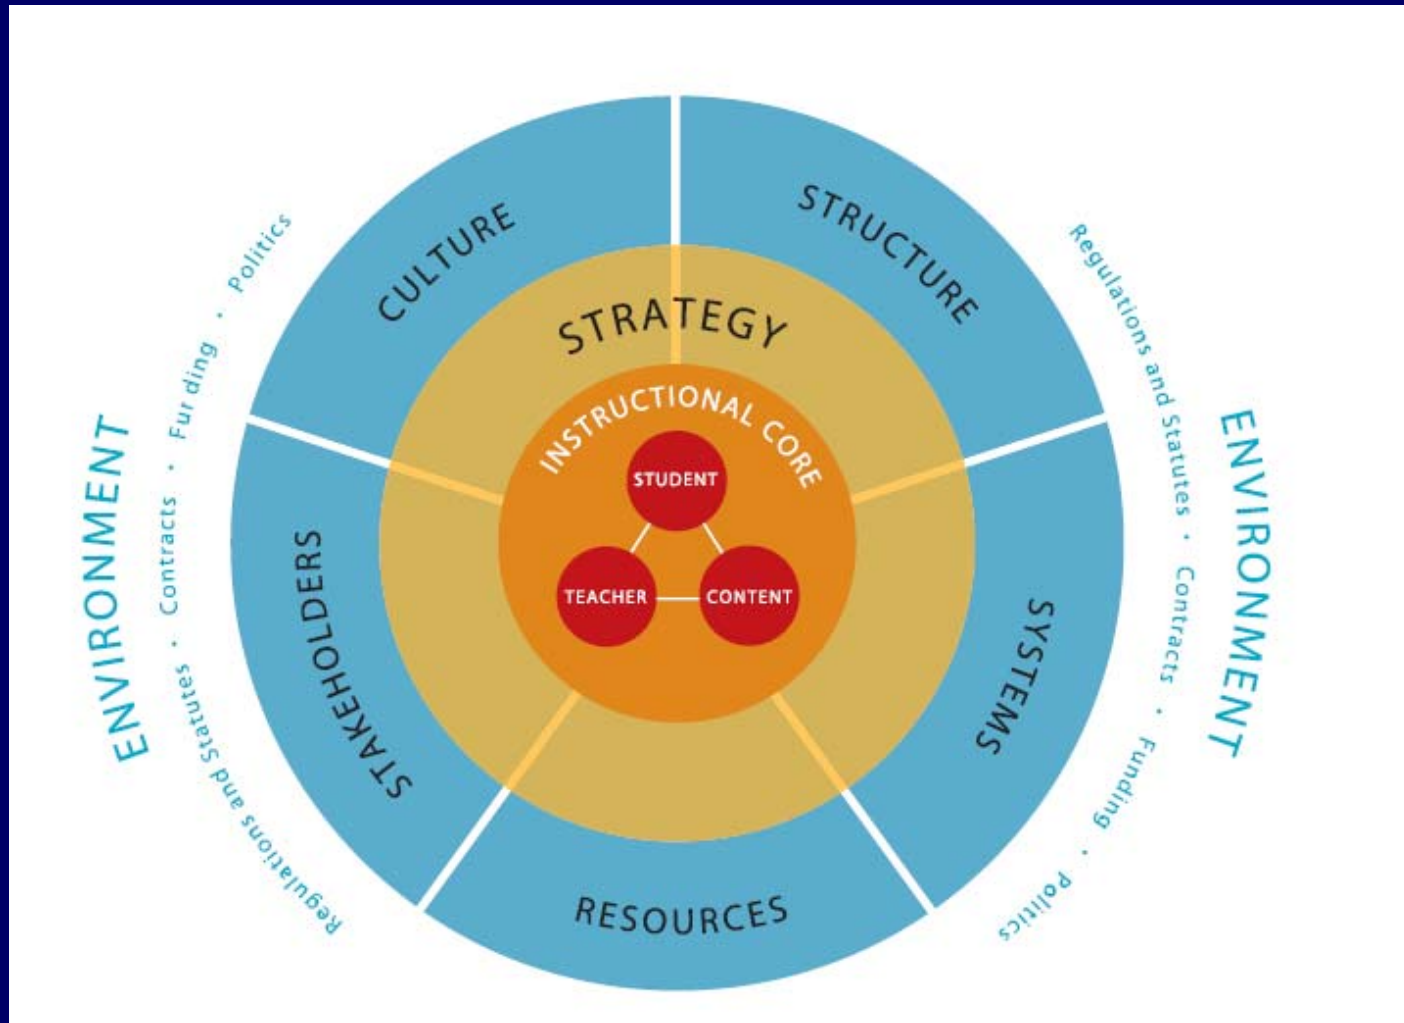 CULTURE
STRUCTURE
STRATEGY
INSTRUCTIONAL CORE
STUDENT
TEACHER
CONTENT
STAKEHOLDERS
SYSTEMS
RESOURCES
ENVIRONMENT
Regulations and Statutes · Contracts · Fur ding · Politics
Regulations and Statutes · Contracts · Funding · Politics
ENVIRONMENT